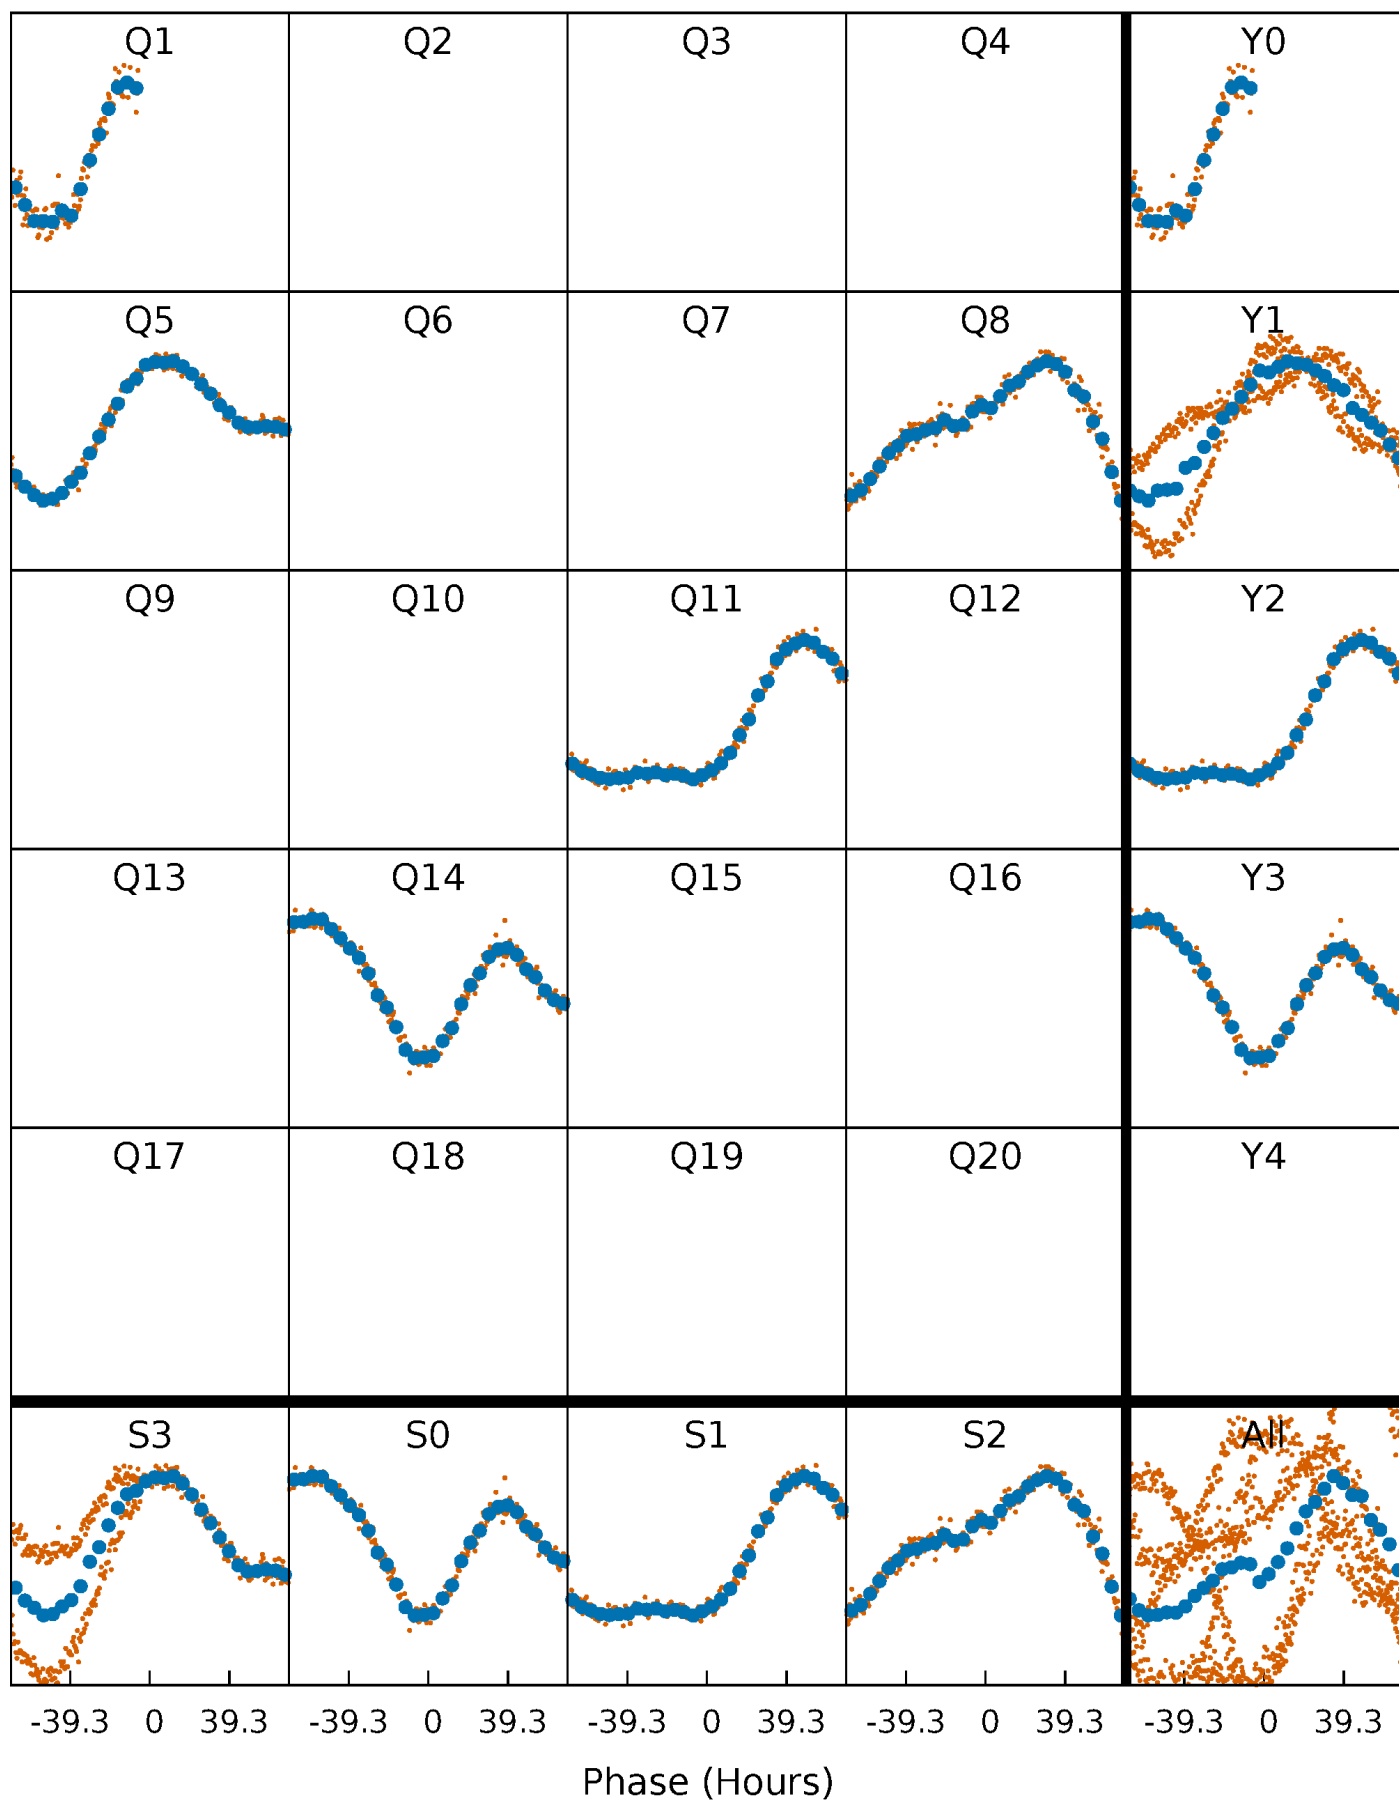 Q1 Q2 Q3 Q4 Y0
Q5 Q6 Q7 Q8 Y1
Q9 Q10 Q11 Q12 Y2
Q13 Q14 Q15 Q16 Y3
Q17 Q18 Q19 Q20 Y4
S3 S0 S1 S2 All
-39.3 0 39.3 -39.3 0 39.3 -39.3 0 39.3 -39.3 0 39.3 -39.3 0 39.3
Phase (Hours)